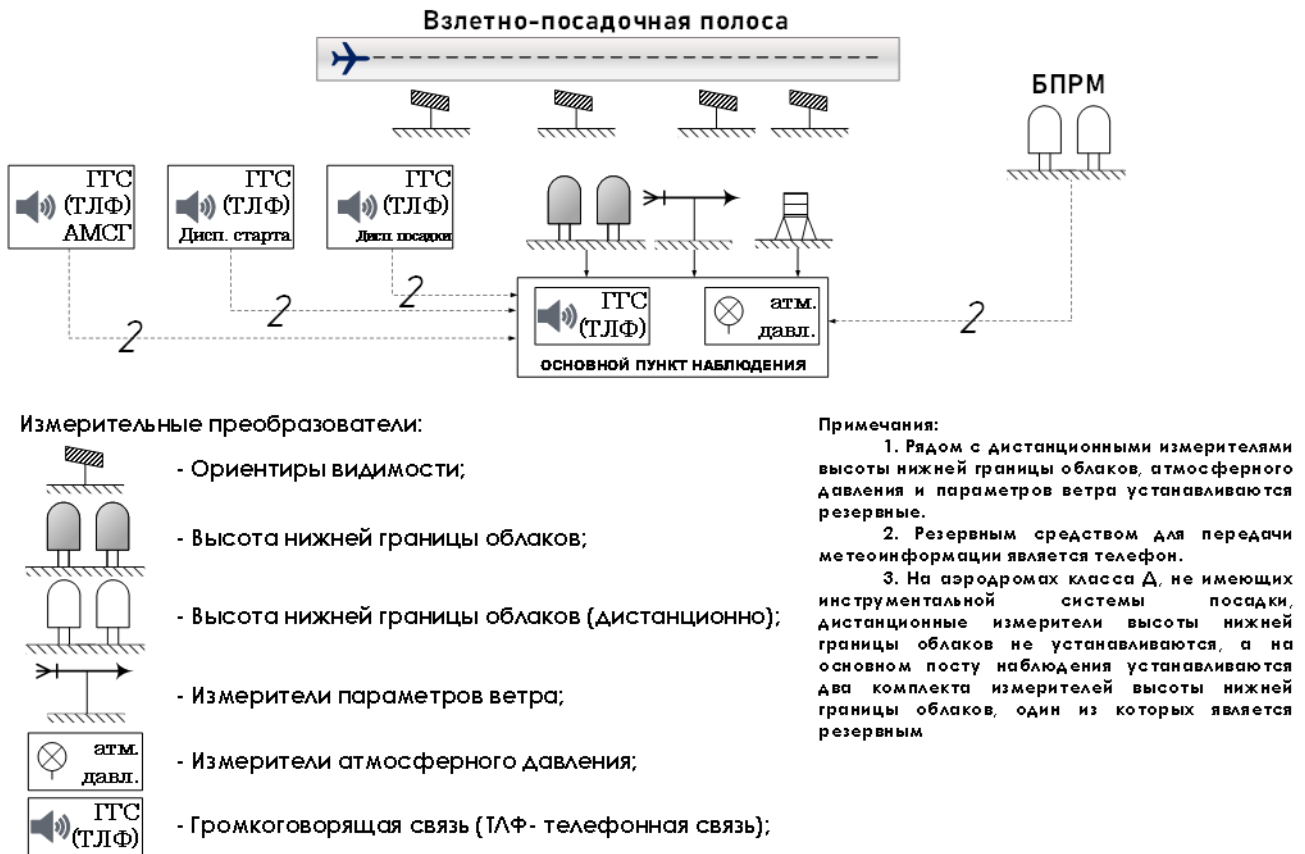 Взлетно-посадочная полоса
БПРМ
ГГС
(ТЛФ)
АМСГ
ГГС
(ТЛФ)
Дисп. старта
ГГС
(ТЛФ)
Дисп. посадки
2
2
2
2
ГГС
(ТЛФ)
атм.
давл.
ОСНОВНОЙ ПУНКТ НАБЛЮДЕНИЯ
Измерительные преобразователи:
- Ориентиры видимости;
- Высота нижней границы облаков;
- Высота нижней границы облаков (дистанционно);
- Измерители параметров ветра;
атм.
давл.
- Измерители атмосферного давления;
ГГС
(ТЛФ)
- Громкоговорящая связь (ТЛФ- телефонная связь);
Примечания:
1. Рядом с дистанционными измерителями
высоты нижней границы облаков, атмосферного
давления и параметров ветра устанавливаются
резервные.
2. Резервным средством для передачи
метеоинформации является телефон.
3. На аэродромах класса Д, не имеющих
инструментальной системы посадки,
дистанционные измерители высоты нижней
границы облаков не устанавливаются, а на
основном посту наблюдения устанавливаются
два комплекта измерителей высоты нижней
границы облаков, один из которых является
резервным